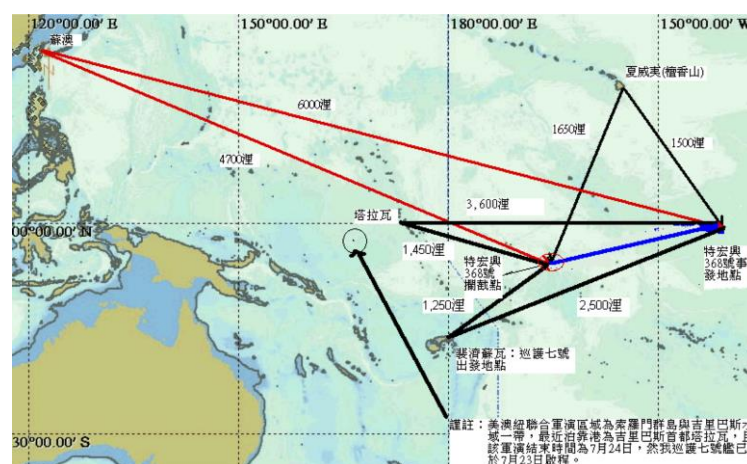 120°00.00' E
150°00.00' E
180°00.00' E
150°00.00' W
蘇澳
夏威夷(檀香山)
6000浬
1650浬
1500浬
4700浬
3,600浬
塔拉瓦
00°00.00' N
1,450浬
特宏興
368號
攔截點
特宏興
368號事
發地點
1,250浬
2,500浬
斐濟蘇瓦：巡護七號
出發地點
謹註：美澳紐聯合軍演區域為索羅門群島與吉里巴斯水
域一帶，最近泊靠港為吉里巴斯首都塔拉瓦，且
該軍演結束時間為7月24日，然我巡護七號艦已
於7月23日啟程。
30°00.00' S